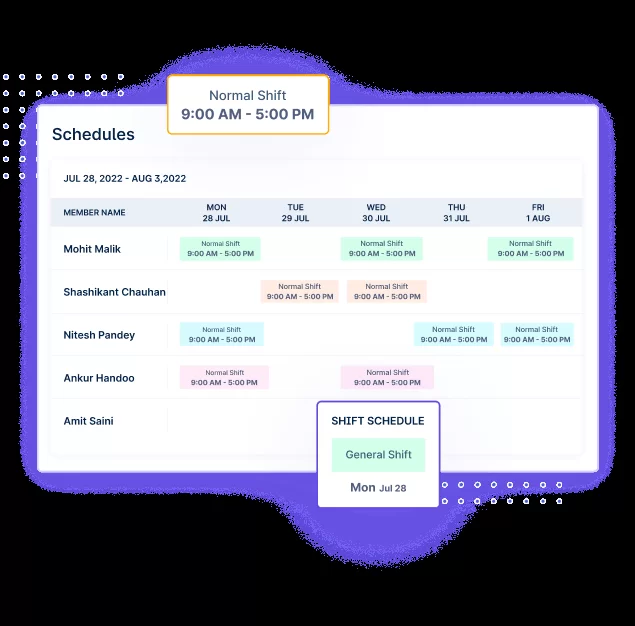 Normal Shift
9:00 AM - 5:00 PM
Schedules
JUL 28, 2022 - AUG 3,2022
MEMBER NAME MON TUE WED THU FRI
28 JUL 29 JUL 30 JUL 31 JUL 1 AUG
Mohit Malik
Normal Shift Normal Shift Normal Shift
9:00 AM - 5:00 PM 9:00 AM - 5:00 PM 9:00 AM - 5:00 PM
Shashikant Chauhan
Normal Shift Normal Shift
9:00 AM - 5:00 PM 9:00 AM - 5:00 PM
Nitesh Pandey
Normal Shift Normal Shift Normal Shift
9:00 AM - 5:00 PM 9:00 AM - 5:00 PM 9:00 AM - 5:00 PM
Ankur Handoo
Normal Shift Normal Shift
9:00 AM - 5:00 PM 9:00 AM - 5:00 PM
Amit Saini
SHIFT SCHEDULE
General Shift
Mon Jul 28